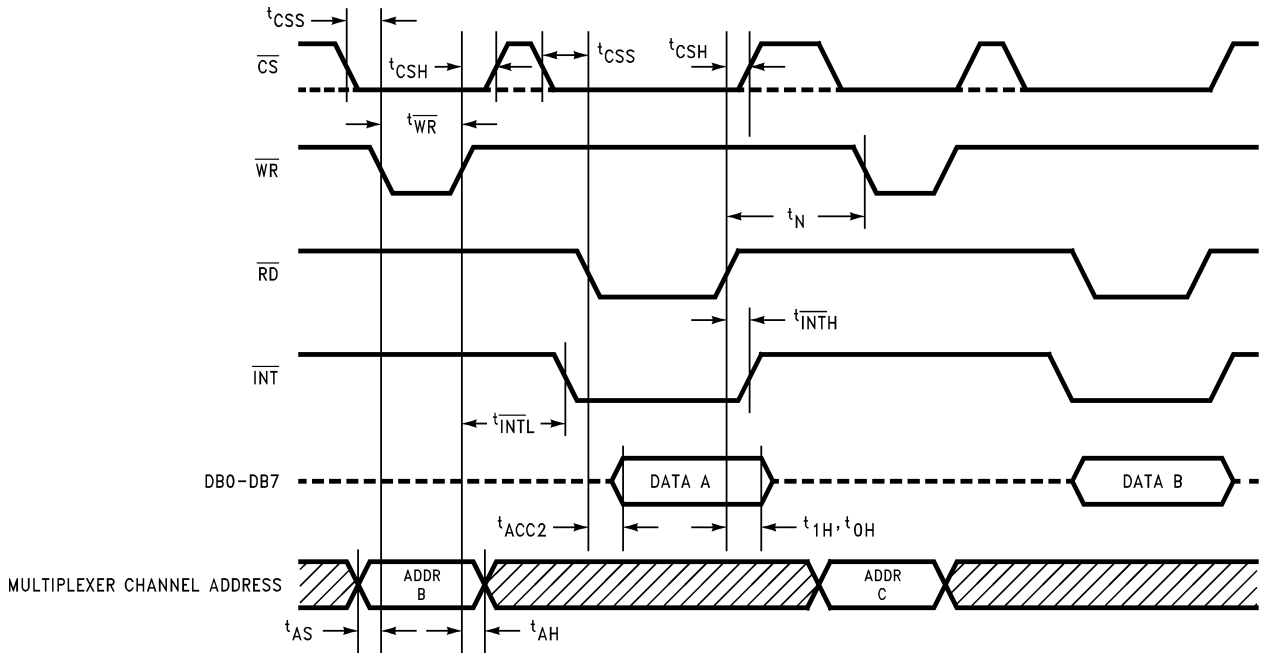 tCSS
CS
tCSH
tCSS
tCSH
tWR
WR
tN
RD
tINTH
INT
tINTL
DB0-DB7
DATA A
DATA B
tACC2
t1H, t0H
MULTIPLEXER CHANNEL ADDRESS
ADDR
B
ADDR
C
tAS
tAH